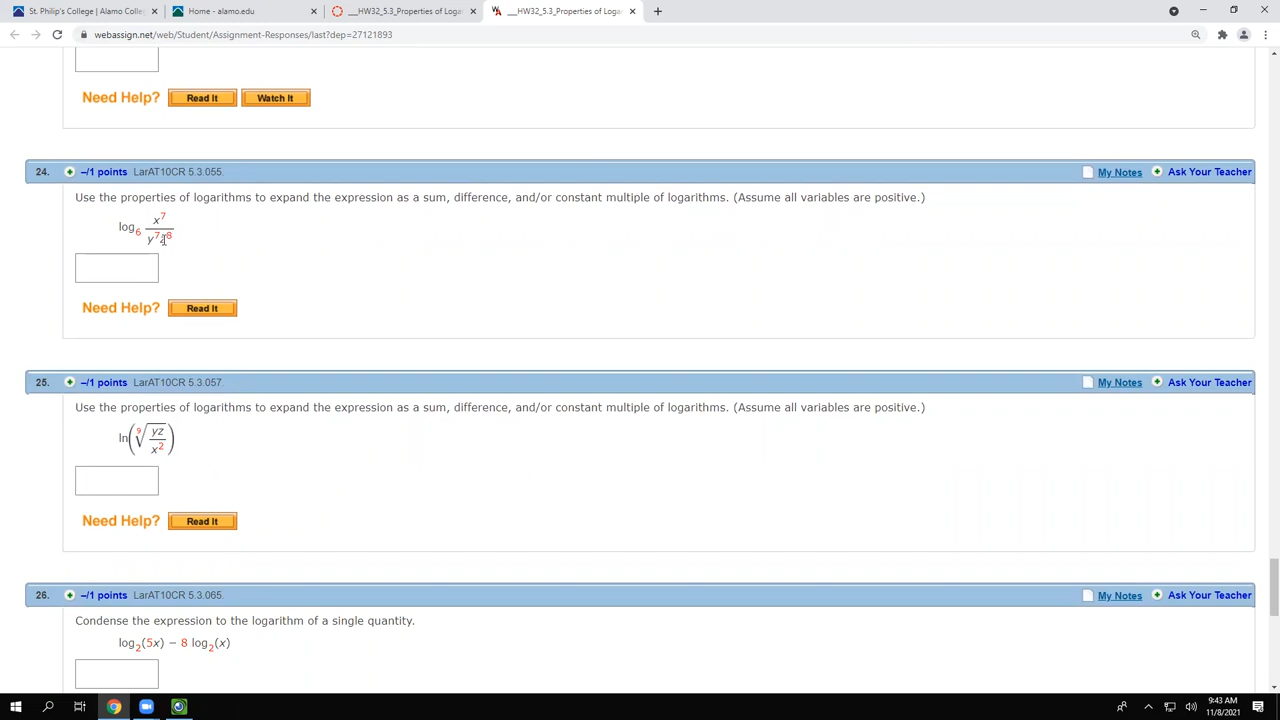 St. Philip's College | Alamo Colle
Home - alamo.edu
__HW32_5.3_Properties of Logar
__HW32_5.3_Properties of Loga
webassign.net/web/Student/Assignment-Responses/last?dep=27121893
Need Help? Read It Watch It
24. –/1 points LarAT10CR 5.3.055. My Notes Ask Your Teacher
Use the properties of logarithms to expand the expression as a sum, difference, and/or constant multiple of logarithms. (Assume all variables are positive.)
log₆ x⁷/(y⁷z⁸)
Need Help? Read It
25. –/1 points LarAT10CR 5.3.057. My Notes Ask Your Teacher
Use the properties of logarithms to expand the expression as a sum, difference, and/or constant multiple of logarithms. (Assume all variables are positive.)
ln(⁹√(yz/x²))
Need Help? Read It
26. –/1 points LarAT10CR 5.3.065. My Notes Ask Your Teacher
Condense the expression to the logarithm of a single quantity.
log₂(5x) − 8 log₂(x)
9:43 AM
11/8/2021